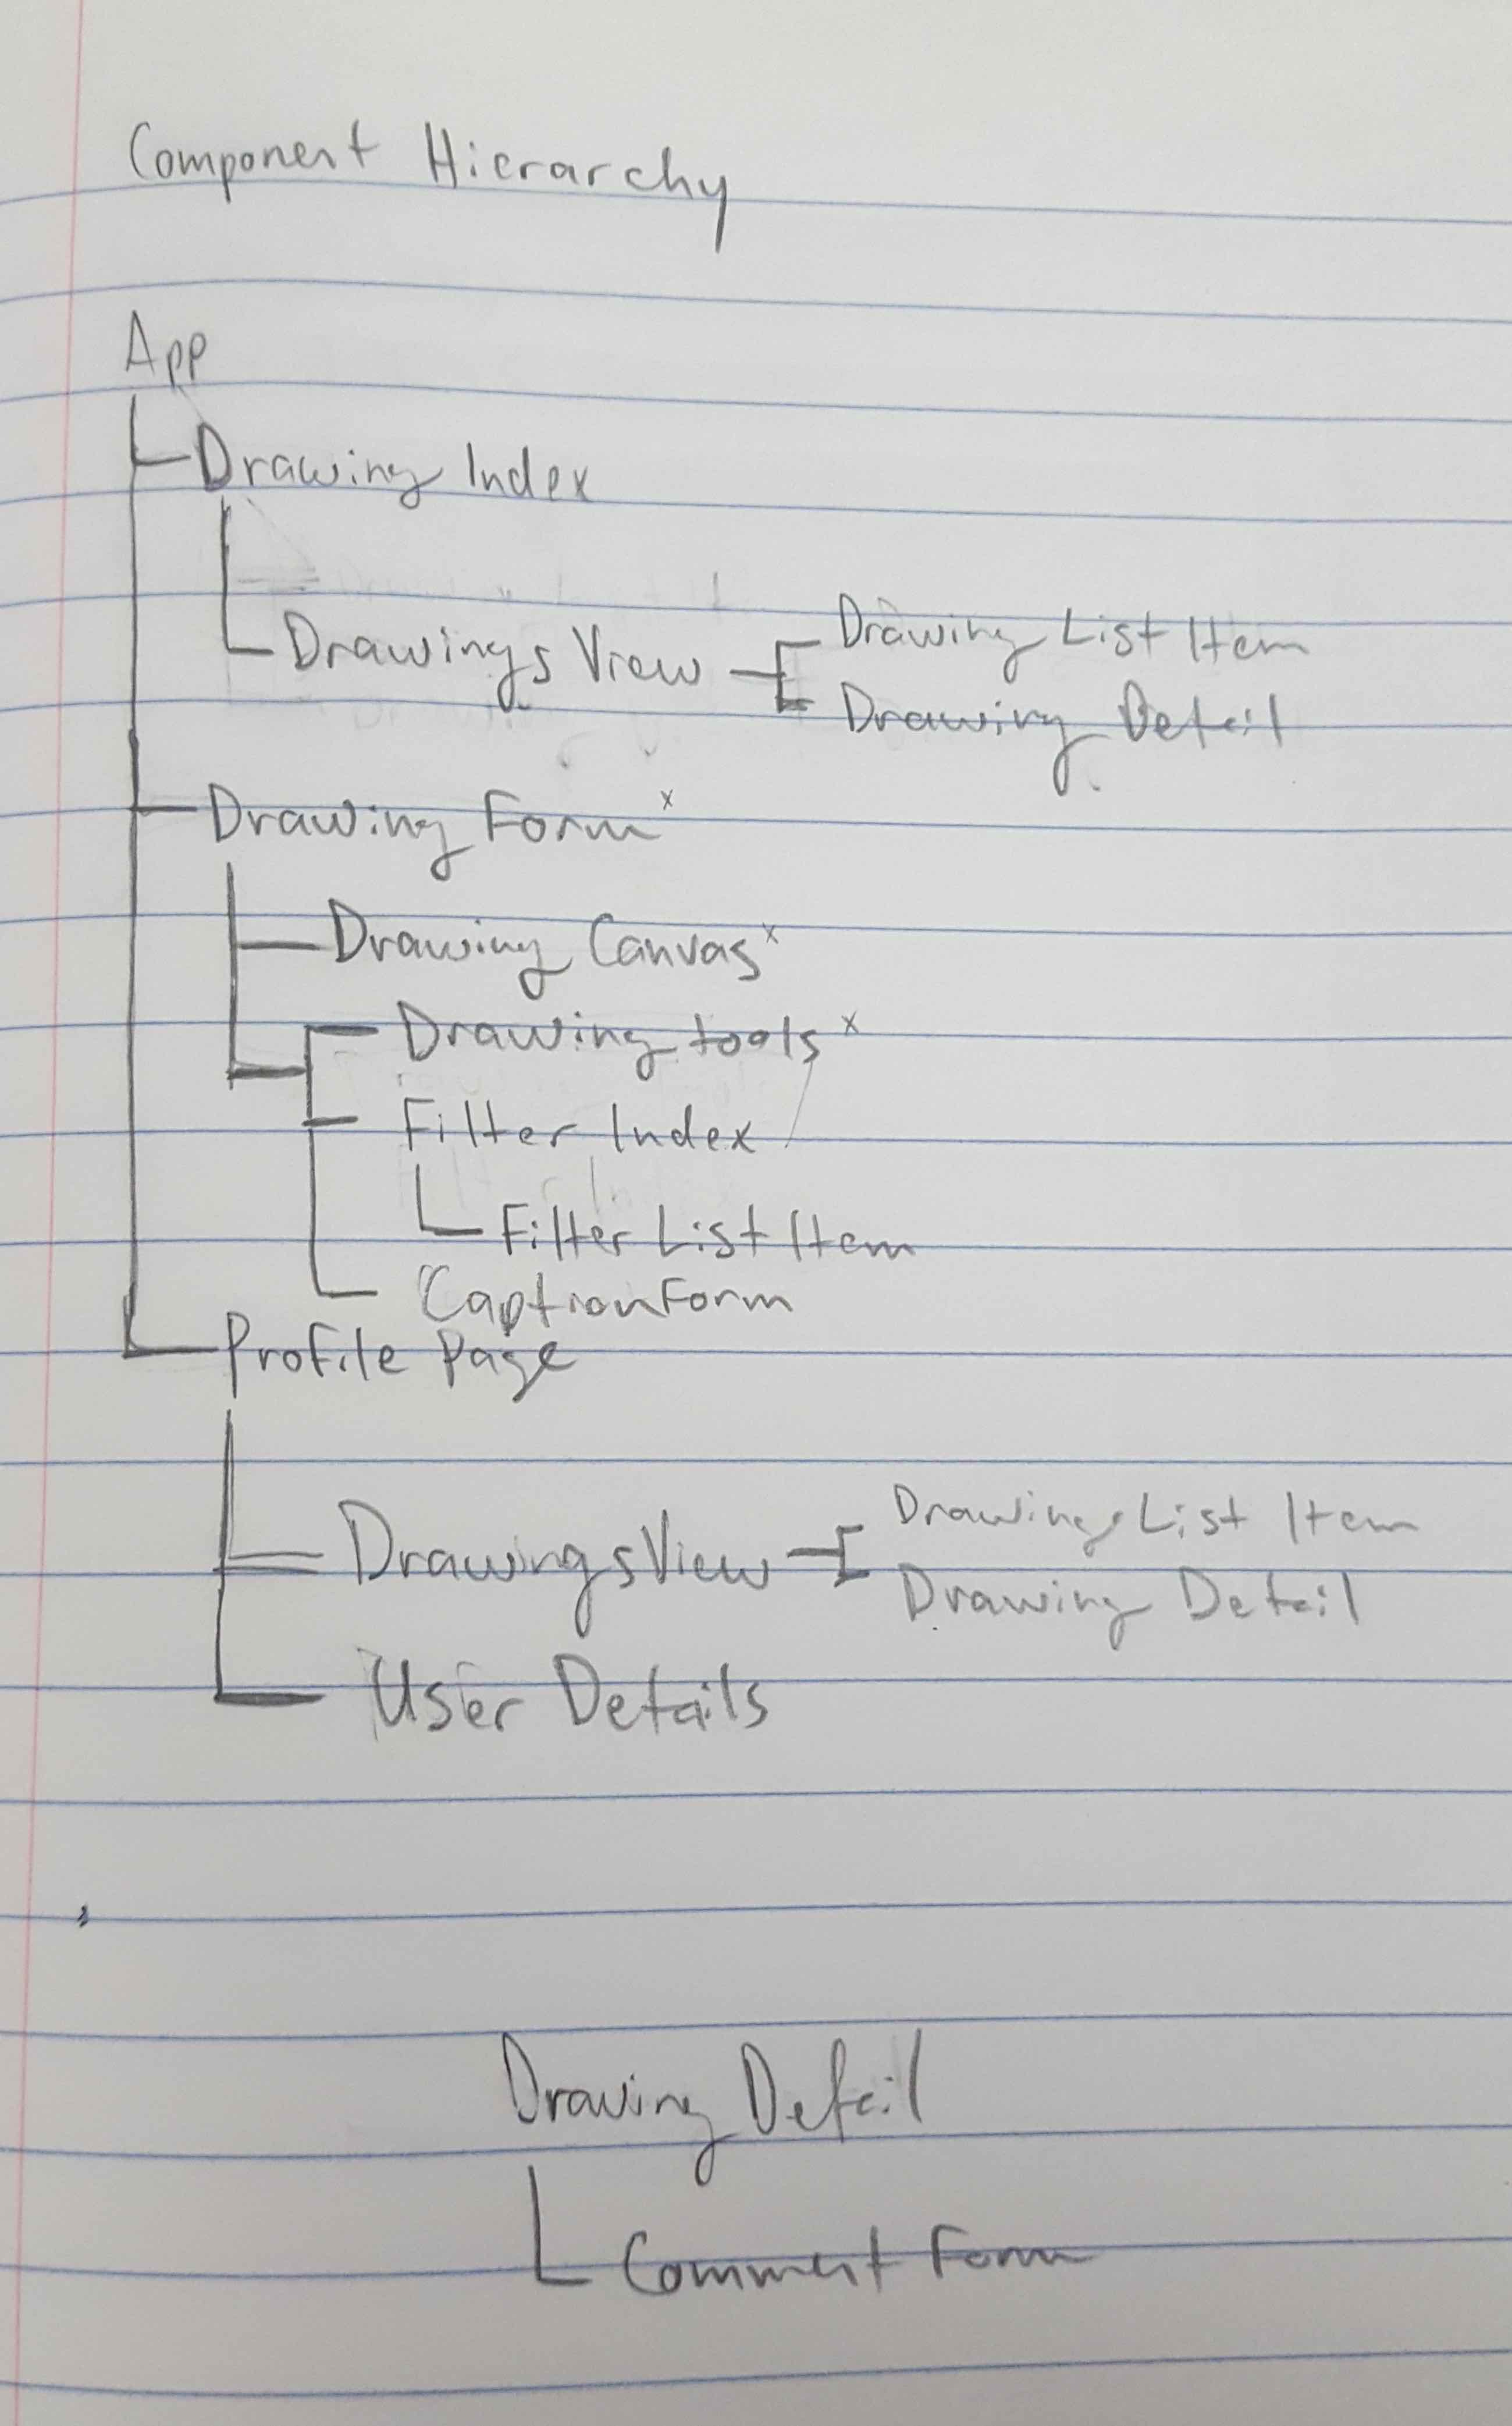 Component Hierarchy
App
Drawing Index
Drawing List Item
Drawings View
Drawing Detail
Drawing Form x
Drawing Canvas x
Drawing tools x
Filter Index
Filter List Item
CaptionForm
Profile Page
Drawing List Item
DrawingsView
Drawing Detail
User Details
Drawing Detail
Comment Form